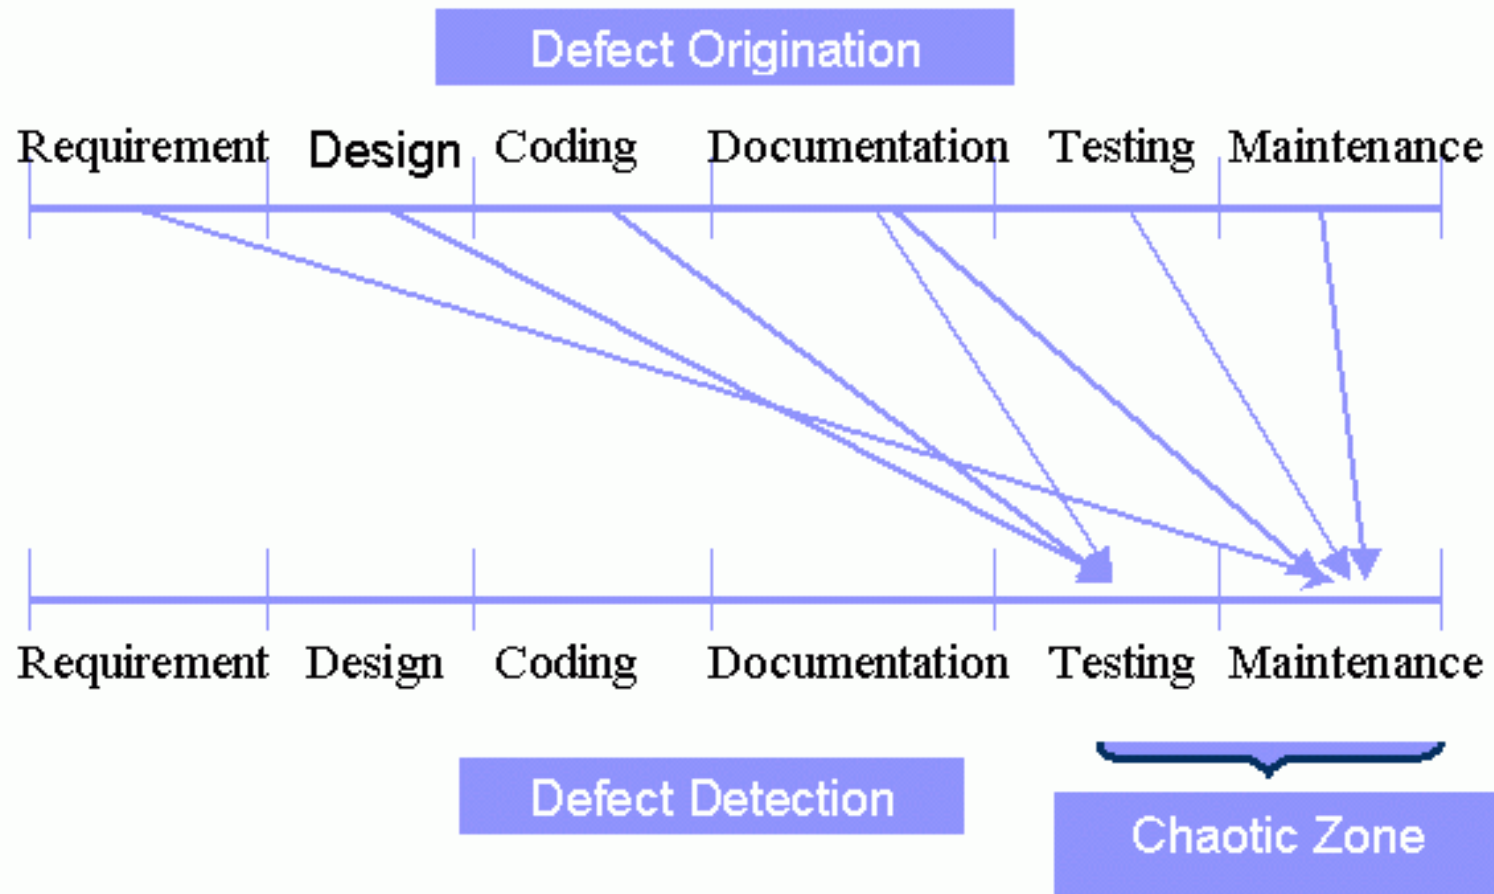 Defect Origination
Requirement Design Coding Documentation Testing Maintenance
Requirement Design Coding Documentation Testing Maintenance
Defect Detection
Chaotic Zone